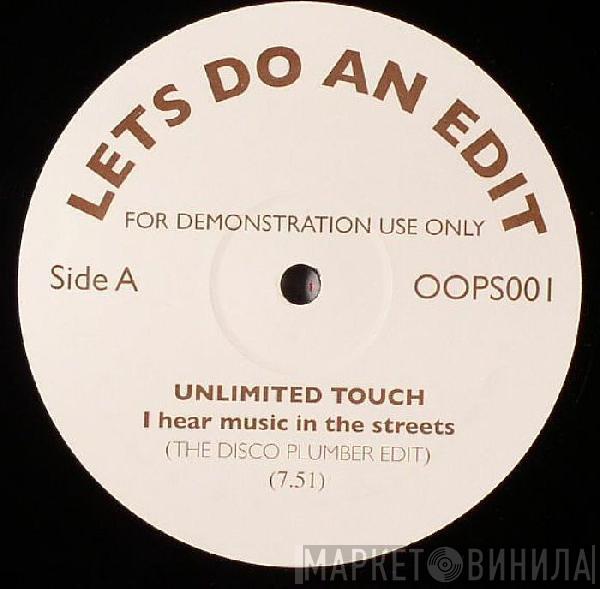 LETS DO AN EDIT
FOR DEMONSTRATION USE ONLY
Side A
OOPS001
UNLIMITED TOUCH
I hear music in the streets
(THE DISCO PLUMBER EDIT)
(7.51)
МАРКЕТ ВИНИЛА